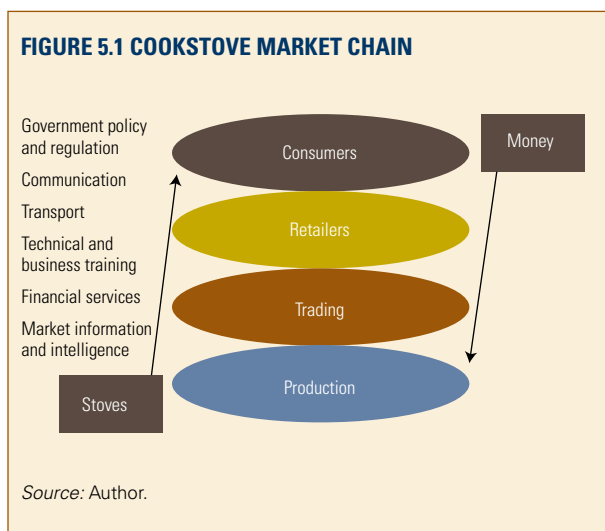 FIGURE 5.1 COOKSTOVE MARKET CHAIN
Government policy
and regulation
Communication
Transport
Technical and
business training
Financial services
Market information
and intelligence
Stoves
Consumers
Retailers
Trading
Production
Money
Source: Author.